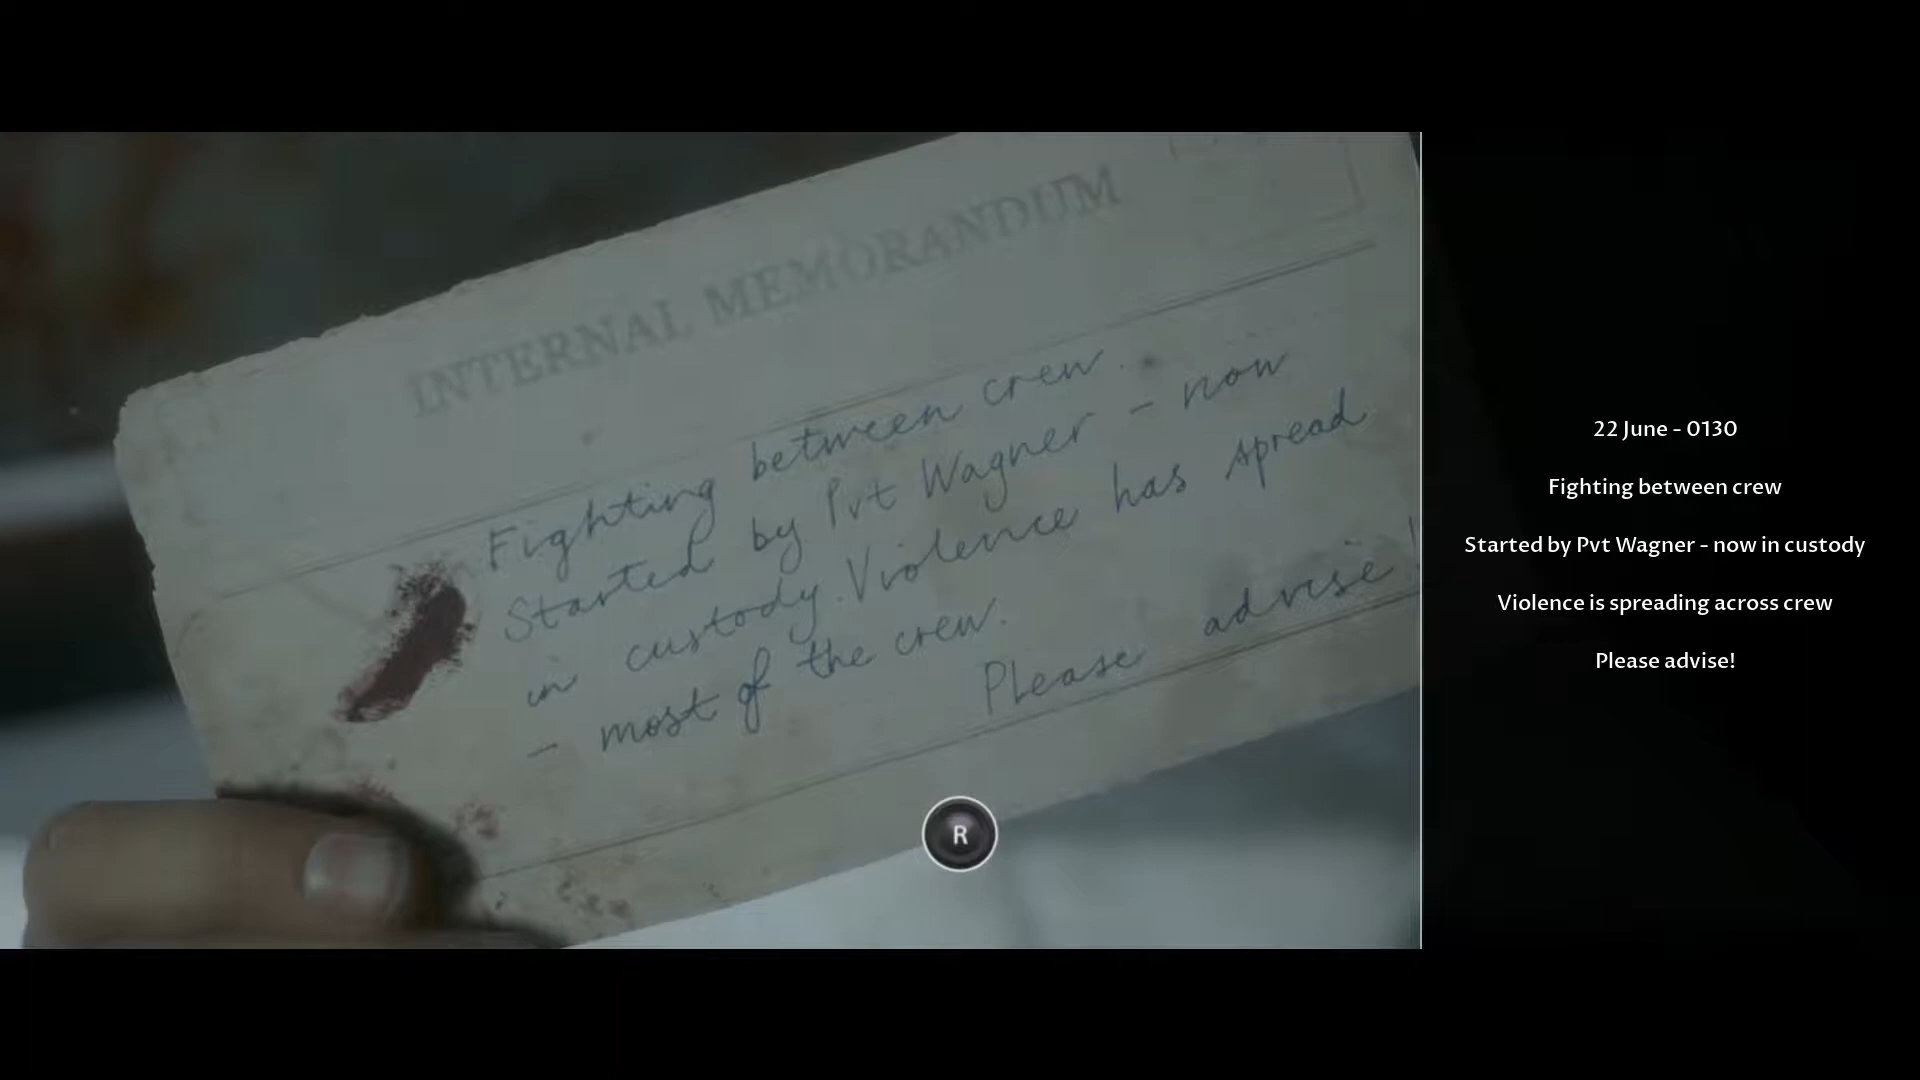 INTERNAL MEMORANDUM
Fighting between crew.
Started by Pvt Wagner - now
in custody. Violence has spread
- most of the crew.
Please advise!
R
22 June - 0130
Fighting between crew
Started by Pvt Wagner - now in custody
Violence is spreading across crew
Please advise!